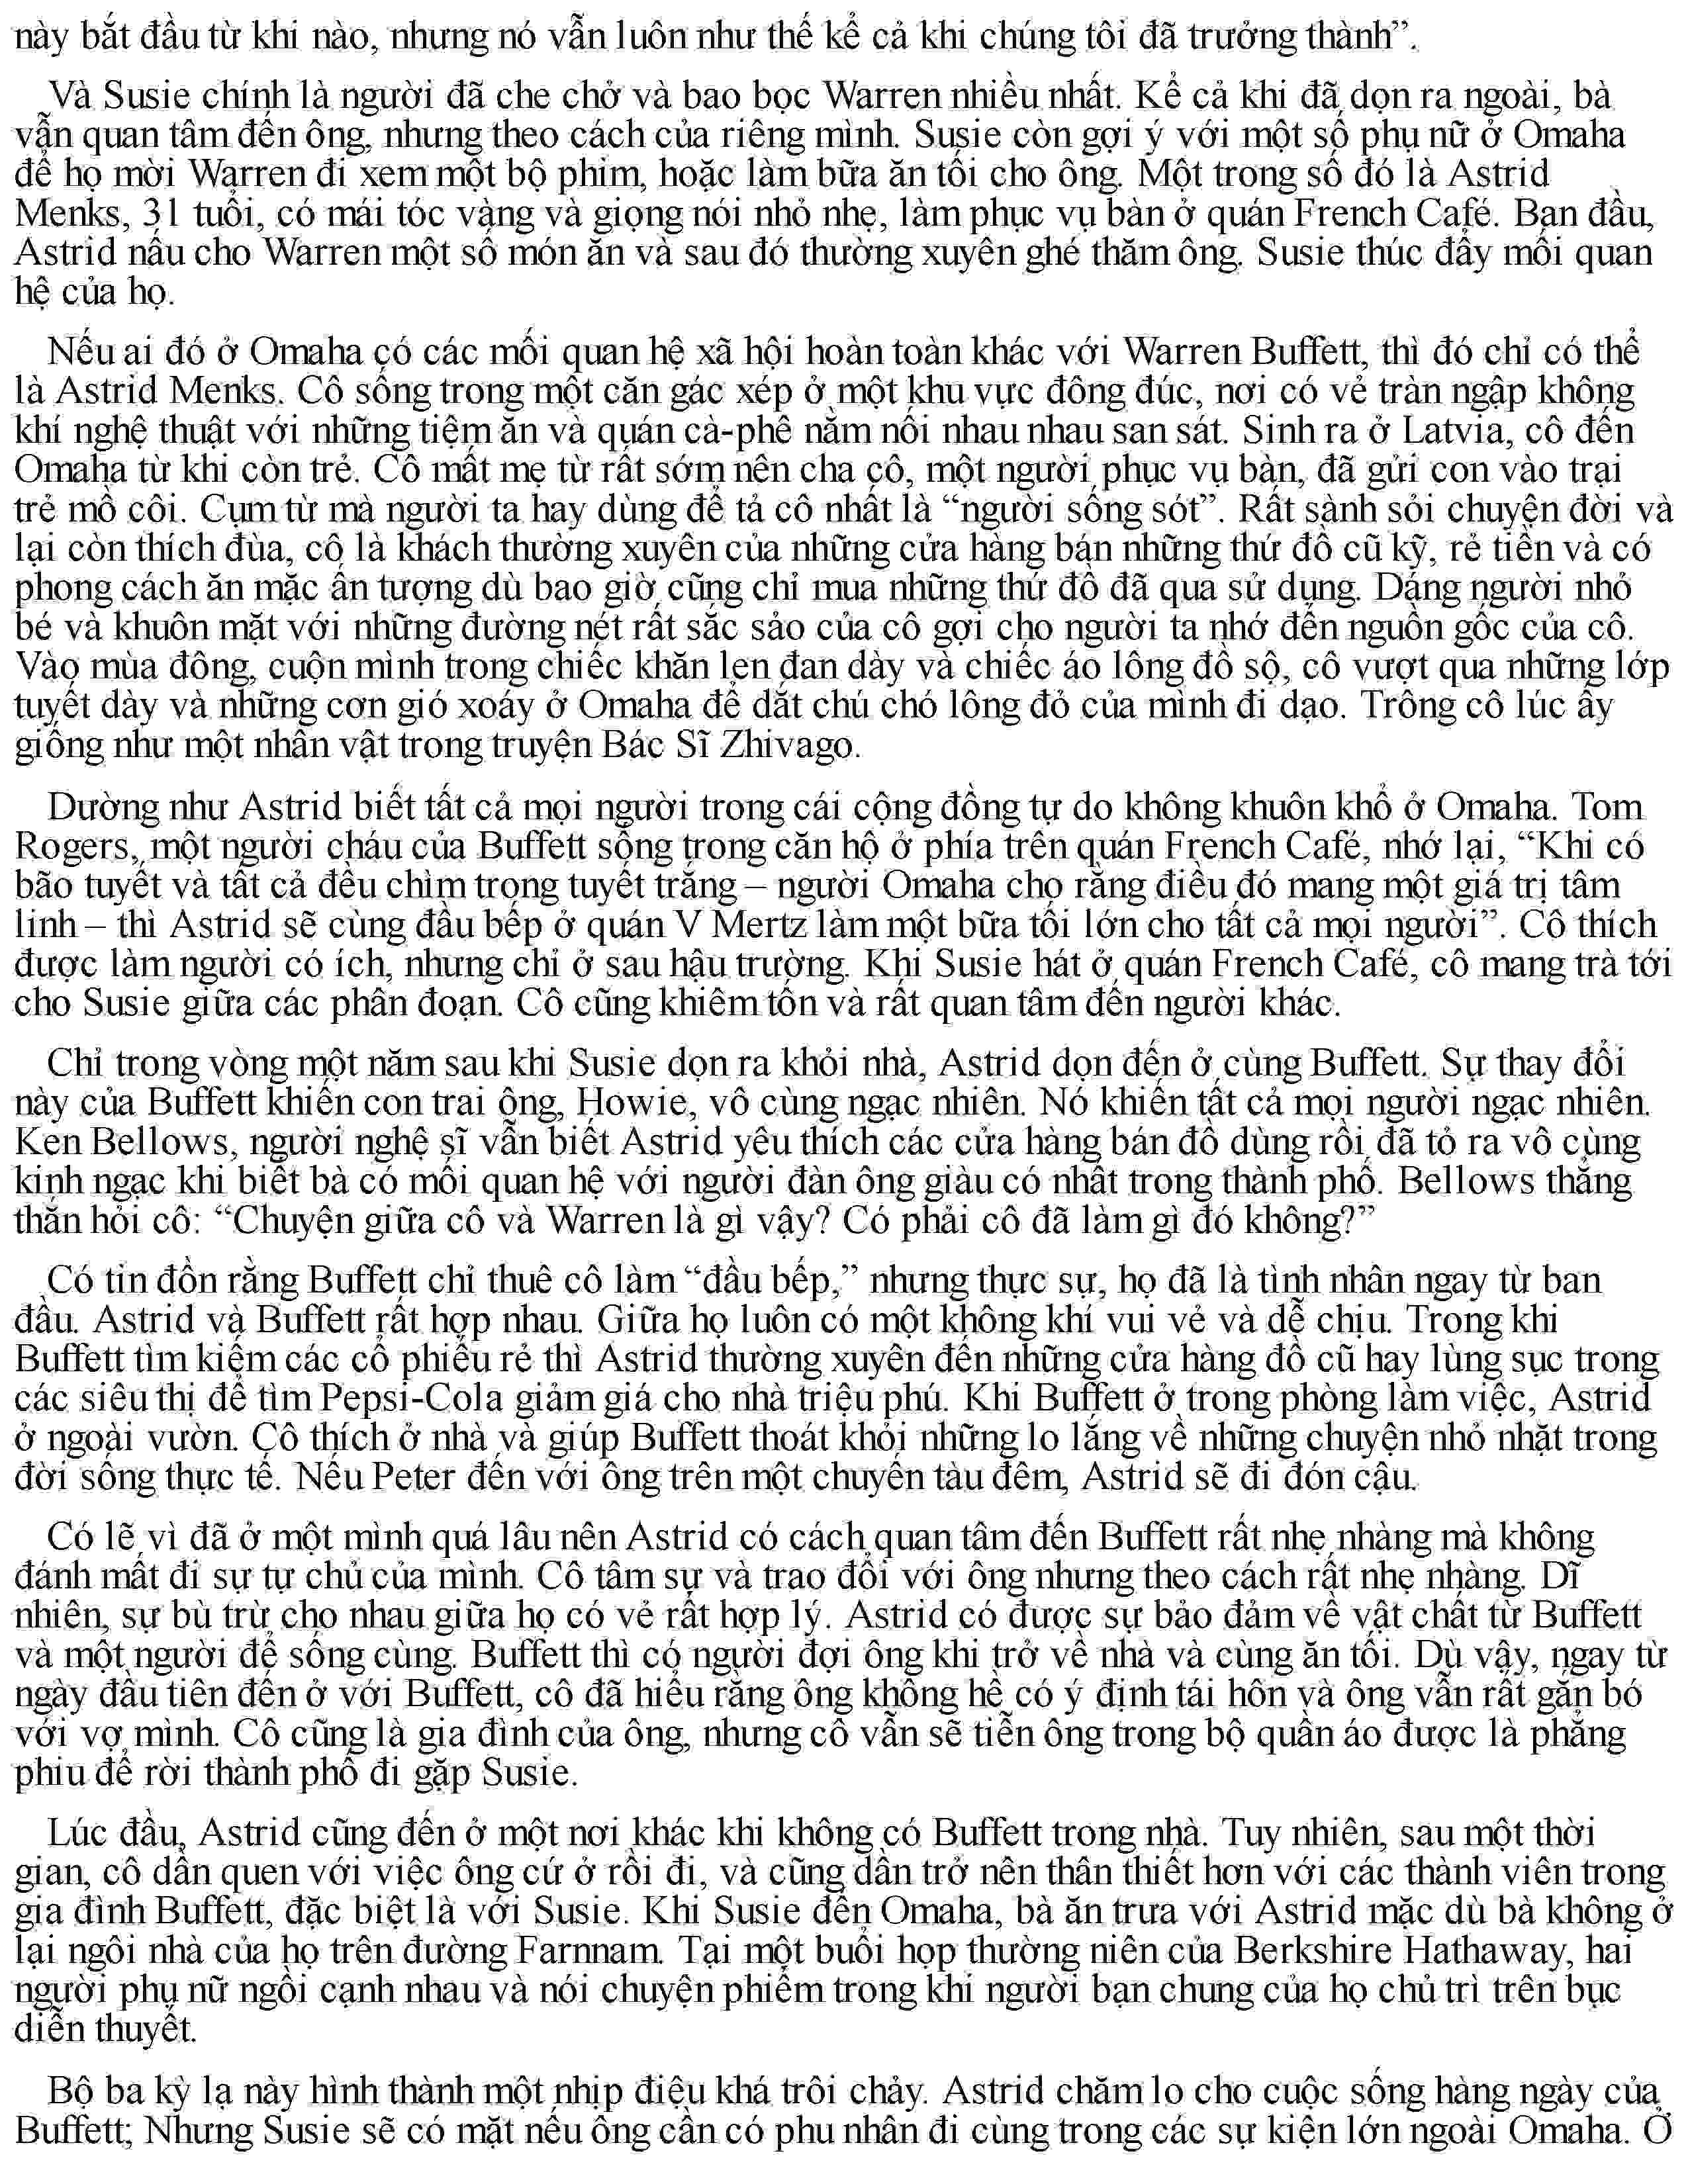 này bắt đầu từ khi nào, nhưng nó vẫn luôn như thế kể cả khi chúng tôi đã trưởng thành”.
Và Susie chính là người đã che chở và bao bọc Warren nhiều nhất. Kể cả khi đã dọn ra ngoài, bà
vẫn quan tâm đến ông, nhưng theo cách của riêng mình. Susie còn gợi ý với một số phụ nữ ở Omaha
để họ mời Warren đi xem một bộ phim, hoặc làm bữa ăn tối cho ông. Một trong số đó là Astrid
Menks, 31 tuổi, có mái tóc vàng và giọng nói nhỏ nhẹ, làm phục vụ bàn ở quán French Café. Ban đầu,
Astrid nấu cho Warren một số món ăn và sau đó thường xuyên ghé thăm ông. Susie thúc đẩy mối quan
hệ của họ.
Nếu ai đó ở Omaha có các mối quan hệ xã hội hoàn toàn khác với Warren Buffett, thì đó chỉ có thể
là Astrid Menks. Cô sống trong một căn gác xép ở một khu vực đông đúc, nơi có vẻ tràn ngập không
khí nghệ thuật với những tiệm ăn và quán cà-phê nằm nối nhau nhau san sát. Sinh ra ở Latvia, cô đến
Omaha từ khi còn trẻ. Cô mất mẹ từ rất sớm nên cha cô, một người phục vụ bàn, đã gửi con vào trại
trẻ mồ côi. Cụm từ mà người ta hay dùng để tả cô nhất là “người sống sót”. Rất sành sỏi chuyện đời và
lại còn thích đùa, cô là khách thường xuyên của những cửa hàng bán những thứ đồ cũ kỹ, rẻ tiền và có
phong cách ăn mặc ấn tượng dù bao giờ cũng chỉ mua những thứ đồ đã qua sử dụng. Dáng người nhỏ
bé và khuôn mặt với những đường nét rất sắc sảo của cô gợi cho người ta nhớ đến nguồn gốc của cô.
Vào mùa đông, cuộn mình trong chiếc khăn len đan dày và chiếc áo lông đồ sộ, cô vượt qua những lớp
tuyết dày và những cơn gió xoáy ở Omaha để dắt chú chó lông đỏ của mình đi dạo. Trông cô lúc ấy
giống như một nhân vật trong truyện Bác Sĩ Zhivago.
Dường như Astrid biết tất cả mọi người trong cái cộng đồng tự do không khuôn khổ ở Omaha. Tom
Rogers, một người cháu của Buffett sống trong căn hộ ở phía trên quán French Café, nhớ lại, “Khi có
bão tuyết và tất cả đều chìm trong tuyết trắng – người Omaha cho rằng điều đó mang một giá trị tâm
linh – thì Astrid sẽ cùng đầu bếp ở quán V Mertz làm một bữa tối lớn cho tất cả mọi người”. Cô thích
được làm người có ích, nhưng chỉ ở sau hậu trường. Khi Susie hát ở quán French Café, cô mang trà tới
cho Susie giữa các phân đoạn. Cô cũng khiêm tốn và rất quan tâm đến người khác.
Chỉ trong vòng một năm sau khi Susie dọn ra khỏi nhà, Astrid dọn đến ở cùng Buffett. Sự thay đổi
này của Buffett khiến con trai ông, Howie, vô cùng ngạc nhiên. Nó khiến tất cả mọi người ngạc nhiên.
Ken Bellows, người nghệ sĩ vẫn biết Astrid yêu thích các cửa hàng bán đồ dùng rồi, đã tỏ ra vô cùng
kinh ngạc khi biết bà có mối quan hệ với người đàn ông giàu có nhất trong thành phố. Bellows thẳng
thắn hỏi cô: “Chuyện giữa cô và Warren là gì vậy? Có phải cô đã làm gì đó không?”
Có tin đồn rằng Buffett chỉ thuê cô làm “đầu bếp,” nhưng thực sự, họ đã là tình nhân ngay từ ban
đầu. Astrid và Buffett rất hợp nhau. Giữa họ luôn có một không khí vui vẻ và dễ chịu. Trong khi
Buffett tìm kiếm các cổ phiếu rẻ thì Astrid thường xuyên đến những cửa hàng đồ cũ hay lùng sục trong
các siêu thị để tìm Pepsi-Cola giảm giá cho nhà triệu phú. Khi Buffett ở trong phòng làm việc, Astrid
ở ngoài vườn. Cô thích ở nhà và giúp Buffett thoát khỏi những lo lắng về những chuyện nhỏ nhặt trong
đời sống thực tế. Nếu Peter đến với ông trên một chuyến tàu đêm, Astrid sẽ đi đón cậu.
Có lẽ vì đã ở một mình quá lâu nên Astrid có cách quan tâm đến Buffett rất nhẹ nhàng mà không
đánh mất đi sự tự chủ của mình. Cô tâm sự và trao đổi với ông nhưng theo cách rất nhẹ nhàng. Dĩ
nhiên, sự bù trừ cho nhau giữa họ có vẻ rất hợp lý. Astrid có được sự bảo đảm về vật chất từ Buffett
và một người để sống cùng. Buffett thì có người đợi ông khi trở về nhà và cùng ăn tối. Dù vậy, ngay từ
ngày đầu tiên đến ở với Buffett, cô đã hiểu rằng ông không hề có ý định tái hôn và ông vẫn rất gắn bó
với vợ mình. Cô cũng là gia đình của ông, nhưng cô vẫn sẽ tiễn ông trong bộ quần áo được là phẳng
phiu để rời thành phố đi gặp Susie.
Lúc đầu, Astrid cũng đến ở một nơi khác khi không có Buffett trong nhà. Tuy nhiên, sau một thời
gian, cô dần quen với việc ông cứ ở rồi đi, và cũng dần trở nên thân thiết hơn với các thành viên trong
gia đình Buffett, đặc biệt là với Susie. Khi Susie đến Omaha, bà ăn trưa với Astrid mặc dù bà không ở
lại ngôi nhà của họ trên đường Farnnam. Tại một buổi họp thường niên của Berkshire Hathaway, hai
người phụ nữ ngồi cạnh nhau và nói chuyện phiếm trong khi người bạn chung của họ chủ trì trên bục
diễn thuyết.
Bộ ba kỳ lạ này hình thành một nhịp điệu khá trôi chảy. Astrid chăm lo cho cuộc sống hàng ngày của
Buffett; Nhưng Susie sẽ có mặt nếu ông cần có phu nhân đi cùng trong các sự kiện lớn ngoài Omaha. Ở